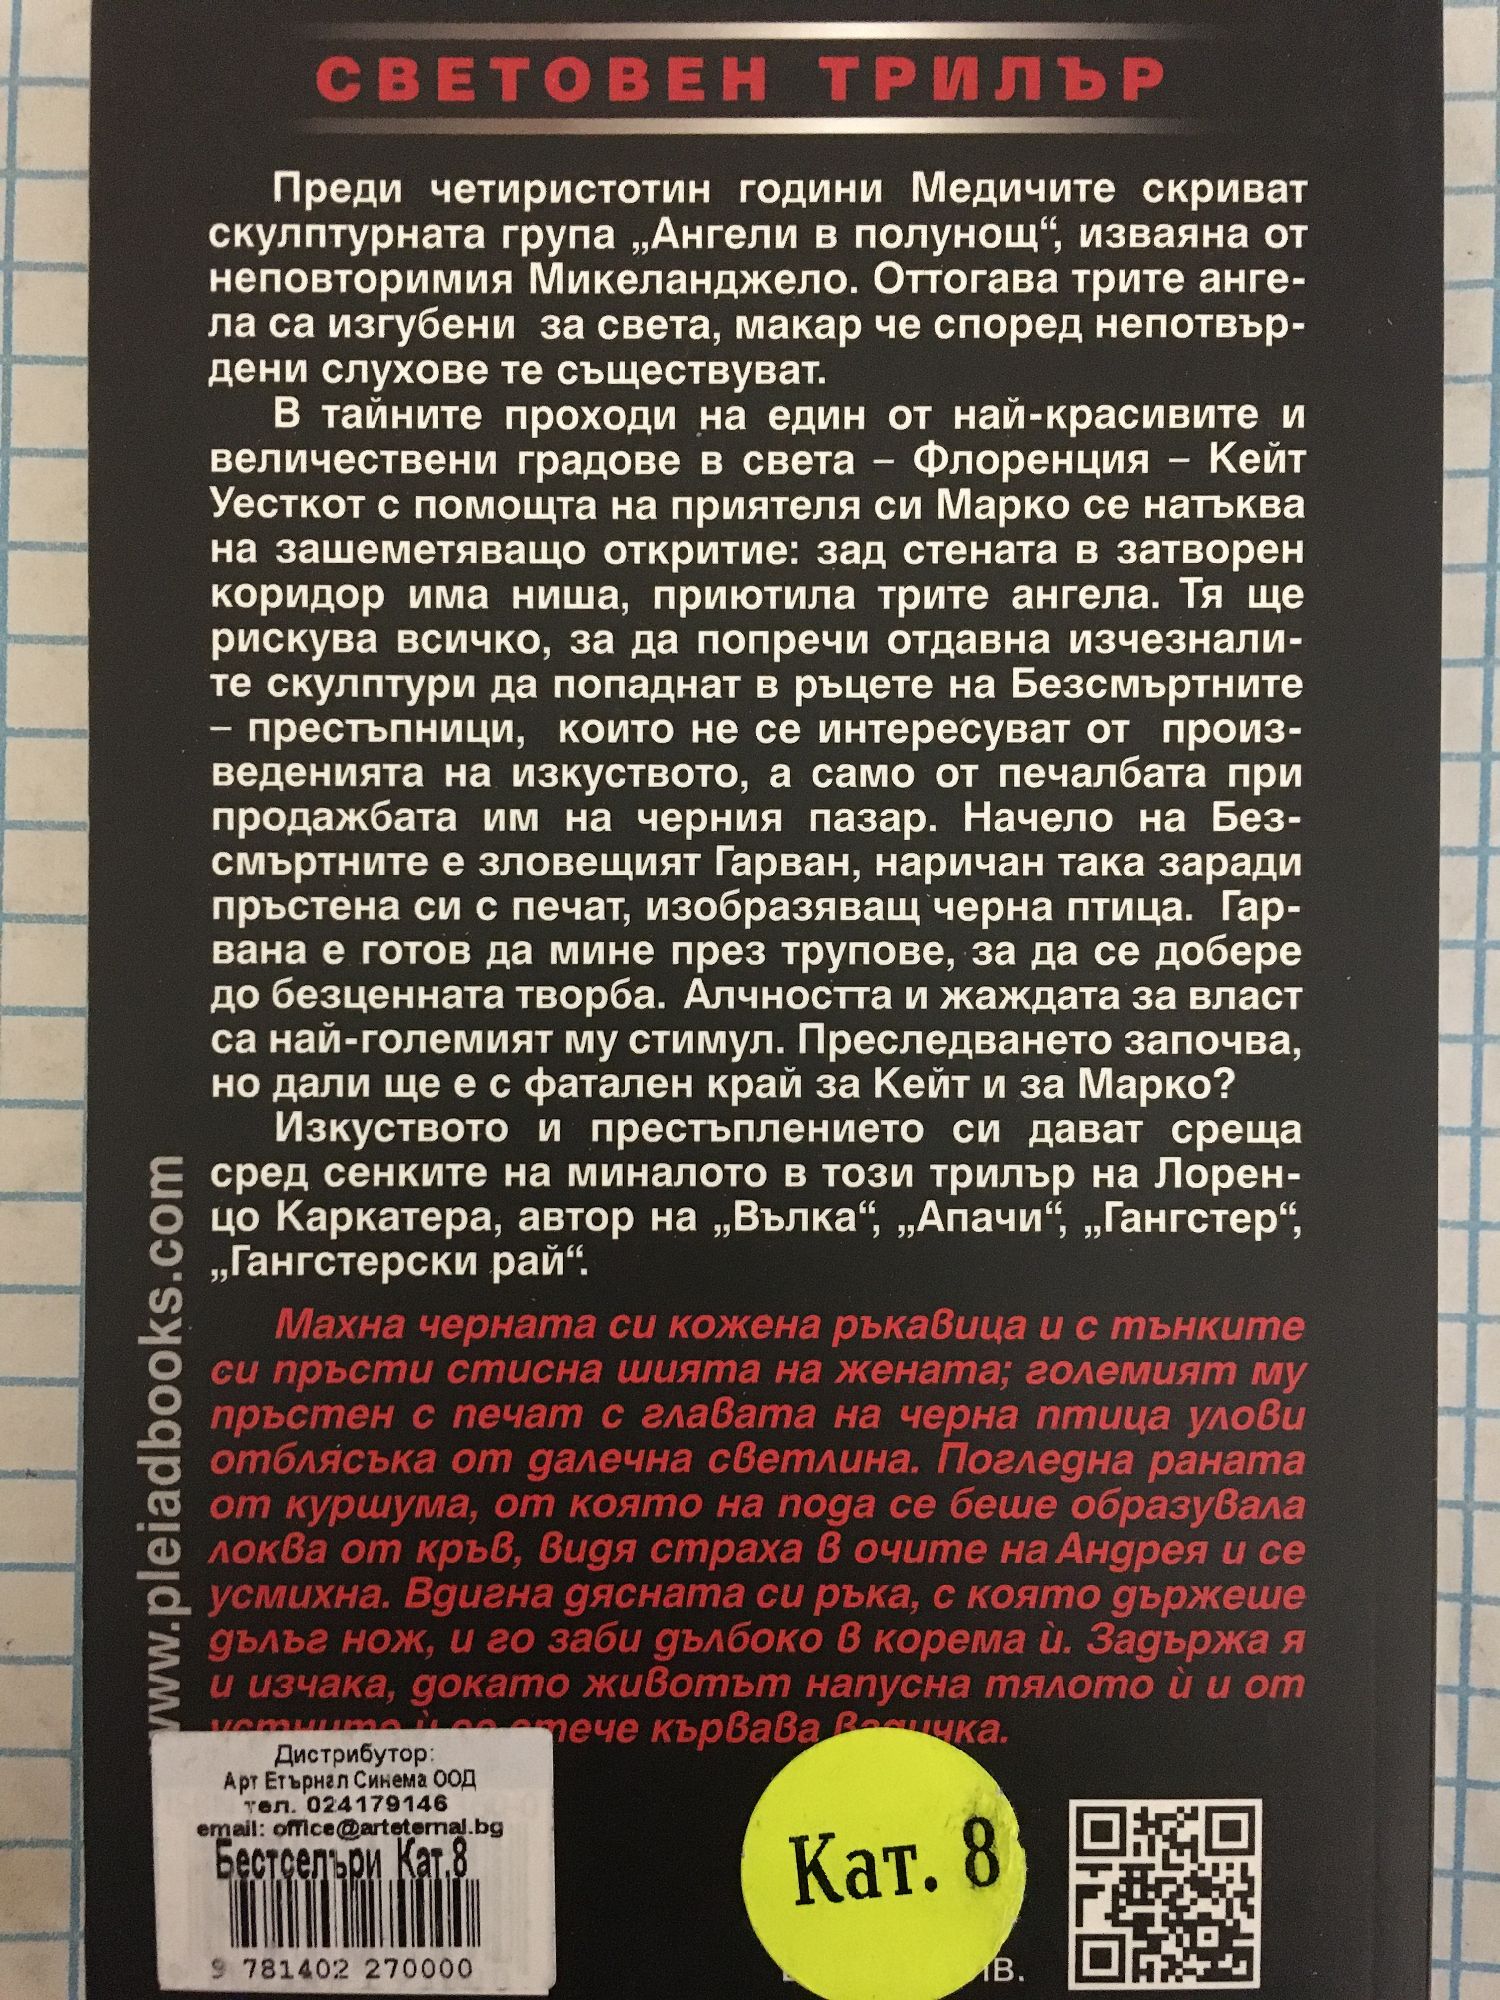 СВЕТОВЕН ТРИЛЪР
Преди четиристотин години Медичите скриват
скулптурната група „Ангели в полунощ“, изваяна от
неповторимия Микеланджело. Оттогава трите анге-
ла са изгубени за света, макар че според непотвър-
дени слухове те съществуват.
В тайните проходи на един от най-красивите и
величествени градове в света – Флоренция – Кейт
Уесткот с помощта на приятеля си Марко се натъква
на зашеметяващо откритие: зад стената в затворен
коридор има ниша, приютила трите ангела. Тя ще
рискува всичко, за да попречи отдавна изчезнали-
те скулптури да попаднат в ръцете на Безсмъртните
– престъпници, които не се интересуват от произ-
веденията на изкуството, а само от печалбата при
продажбата им на черния пазар. Начело на Без-
смъртните е зловещият Гарван, наричан така заради
пръстена си с печат, изобразяващ черна птица. Гар-
вана е готов да мине през трупове, за да се добере
до безценната творба. Алчността и жаждата за власт
са най-големият му стимул. Преследването започва,
но дали ще е с фатален край за Кейт и за Марко?
Изкуството и престъплението си дават среща
сред сенките на миналото в този трилър на Лорен-
цо Каркатера, автор на „Вълка“, „Апачи“, „Гангстер“,
„Гангстерски рай“.
Махна черната си кожена ръкавица и с тънките
си пръсти стисна шията на жената; големият му
пръстен с печат с главата на черна птица улови
отблясъка от далечна светлина. Погледна раната
от куршума, от която на пода се беше образувала
локва от кръв, видя страха в очите на Андрея и се
усмихна. Вдигна дясната си ръка, с която държеше
дълъг нож, и го заби дълбоко в корема ѝ. Задържа я
и изчака, докато животът напусна тялото ѝ и от
устните ѝ се стече кървава вадичка.
www.pleiadbooks.com
Дистрибутор:
Арт Етърнал Синема ООД
тел. 024179146
email: office@arteternal.bg
Бестселъри Кат.8
9 781402 270000
Кат. 8
лв.